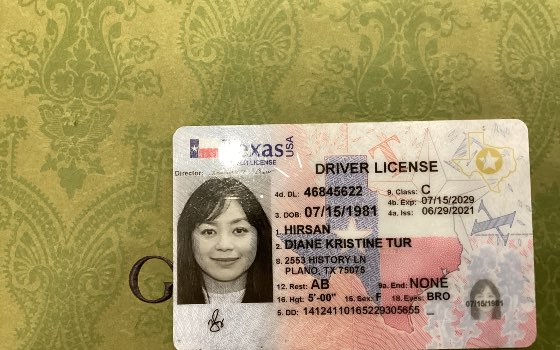 Texas
USA
DRIVER LICENSE
Director:
4d. DL: 46845622
9. Class: C
4b. Exp: 07/15/2029
3. DOB: 07/15/1981
4a. Iss: 06/29/2021
1. HIRSAN
2. DIANE KRISTINE TUR
8. 2553 HISTORY LN
PLANO, TX 75075
12. Rest: AB
9a. End: NONE
16. Hgt: 5'-00"
15. Sex: F
18. Eyes: BRO
5. DD: 14124110165229305655
07/15/1981
G